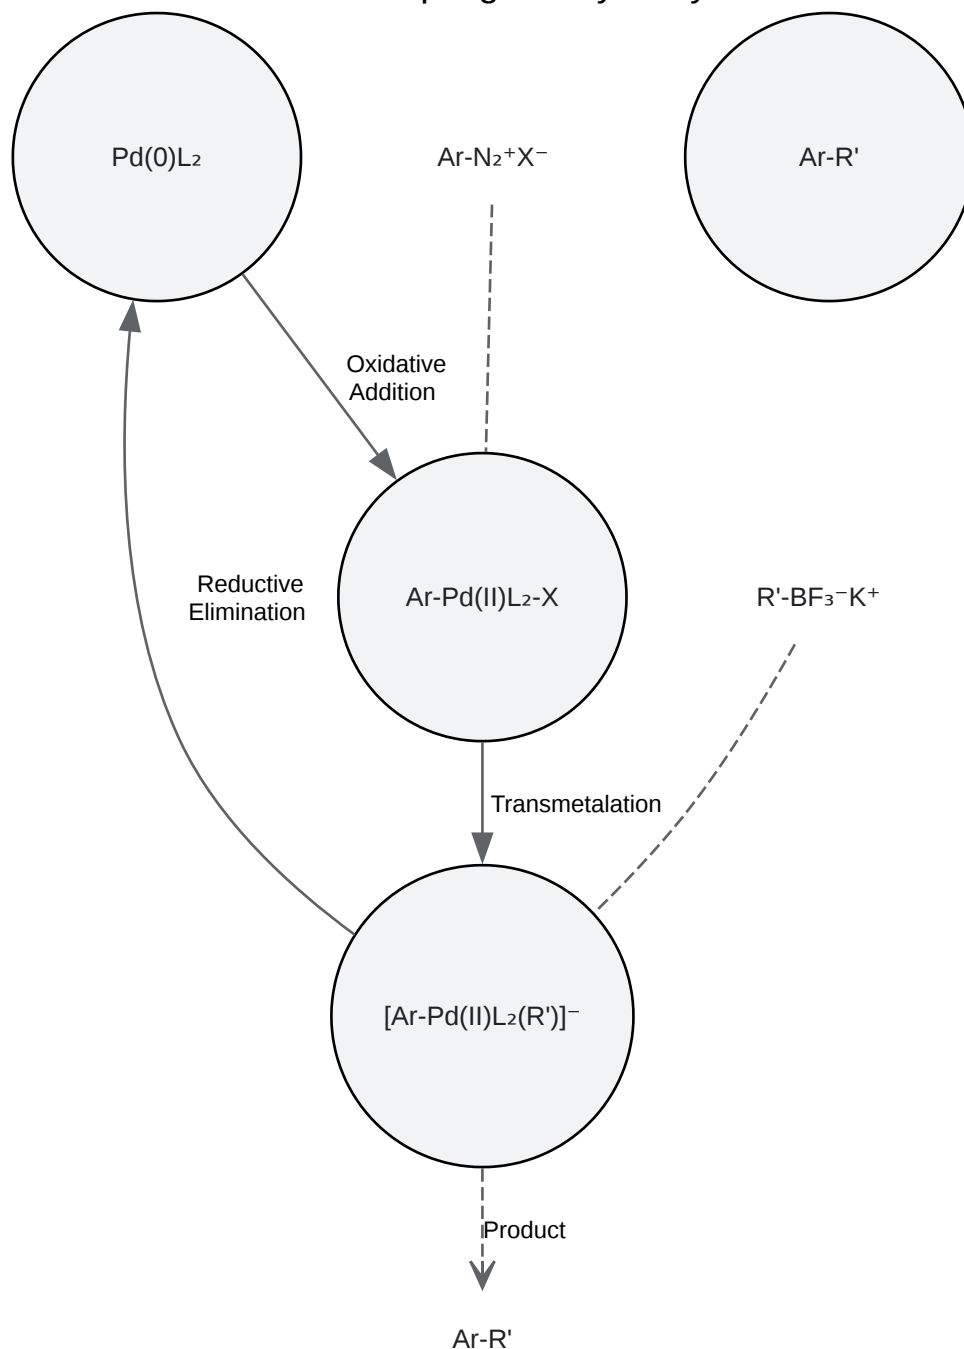 Pd(0)L₂
Ar-N₂⁺X⁻
Ar-R'
Oxidative
Addition
Reductive
Elimination
Ar-Pd(II)L₂-X
R'-BF₃⁻K⁺
Transmetalation
[Ar-Pd(II)L₂(R')]⁻
Product
Ar-R'